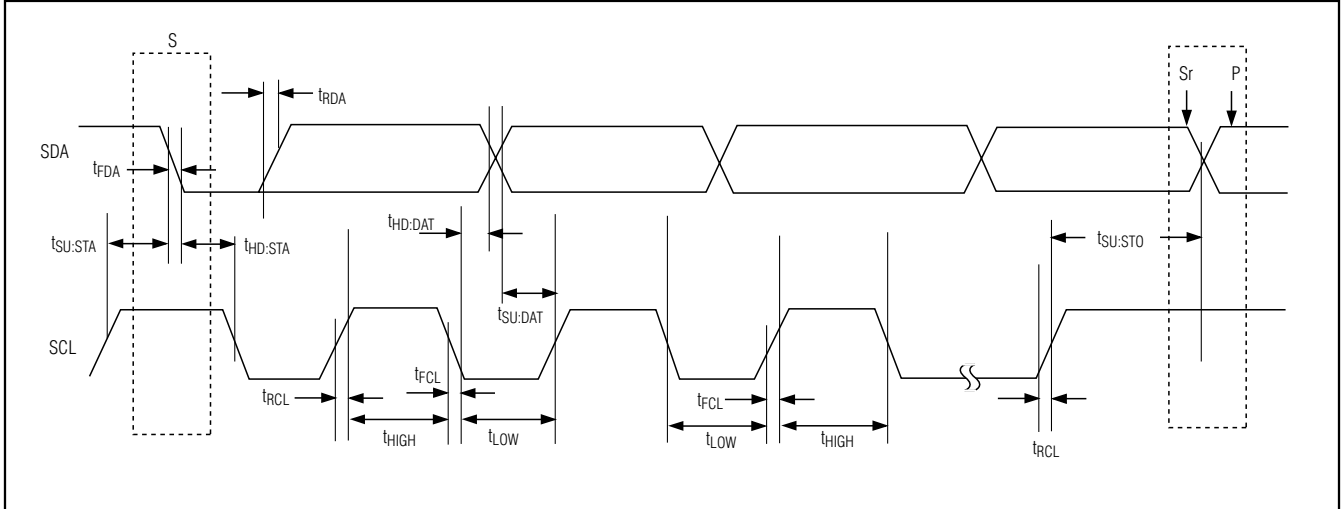 S
Sr
P
tRDA
SDA
tFDA
tHD:DAT
tSU:STA
tHD:STA
tSU:STO
tSU:DAT
SCL
tFCL
tRCL
tFCL
tHIGH
tLOW
tLOW
tHIGH
tRCL